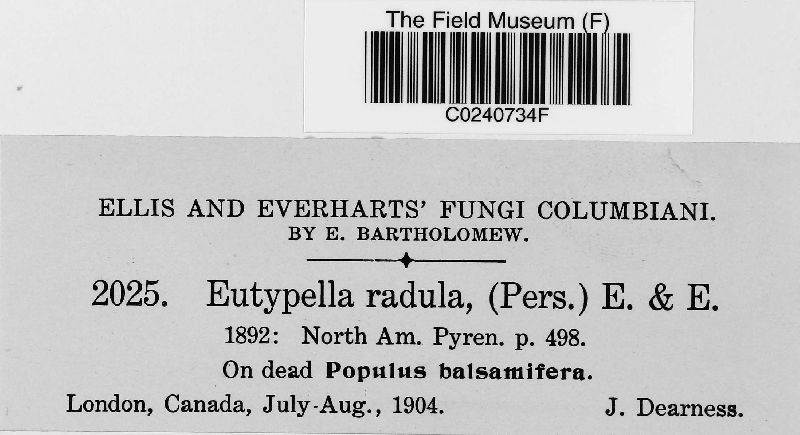 The Field Museum (F)
C0240734F
ELLIS AND EVERHARTS' FUNGI COLUMBIANI.
BY E. BARTHOLOMEW.
2025. Eutypella radula, (Pers.) E. & E.
1892: North Am. Pyren. p. 498.
On dead Populus balsamifera.
London, Canada, July-Aug., 1904. J. Dearness.